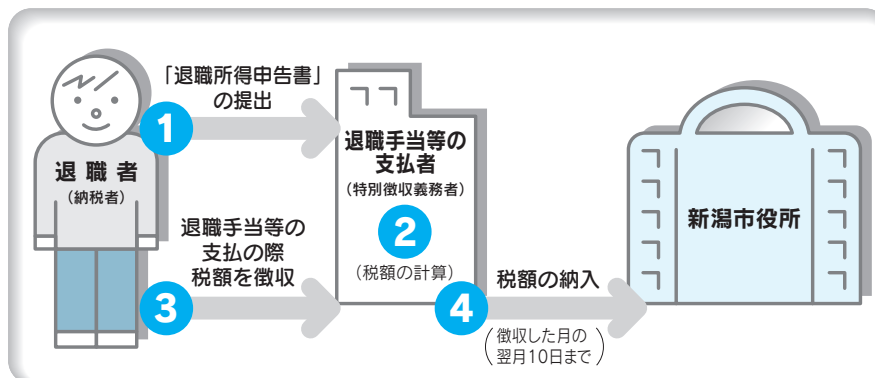 「退職所得申告書」
の提出
1
退職者
(納税者)
退職手当等の
支払者
(特別徴収義務者)
2
(税額の計算)
退職手当等の
支払の際
税額を徴収
3
4
税額の納入
(徴収した月の
翌月10日まで)
新潟市役所